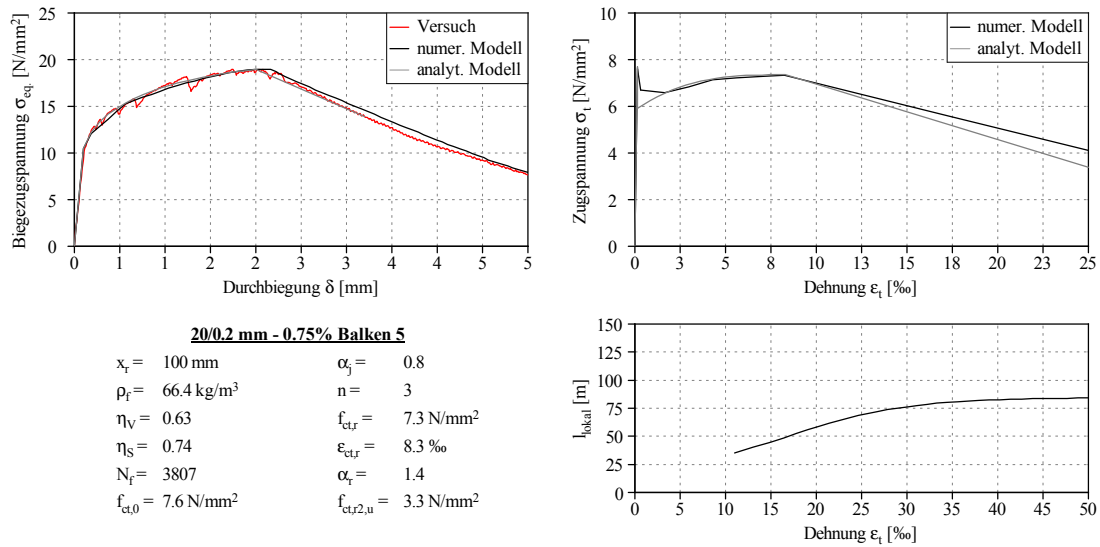 Biegezugspannung σeq. [N/mm²]
25
20
15
10
5
0
Versuch
numer. Modell
analyt. Modell
0 1 1 2 2 3 3 4 4 5 5
Durchbiegung δ [mm]
Zugspannung σt [N/mm²]
10
8
6
4
2
0
numer. Modell
analyt. Modell
0 3 5 8 10 13 15 18 20 23 25
Dehnung εt [‰]
20/0.2 mm - 0.75% Balken 5
xr = 100 mm αj = 0.8
ρf = 66.4 kg/m³ n = 3
ηV = 0.63 fct,r = 7.3 N/mm²
ηS = 0.74 εct,r = 8.3 ‰
Nf = 3807 αr = 1.4
fct,0 = 7.6 N/mm² fct,r2,u = 3.3 N/mm²
llokal [m]
150
125
100
75
50
25
0
0 5 10 15 20 25 30 35 40 45 50
Dehnung εt [‰]